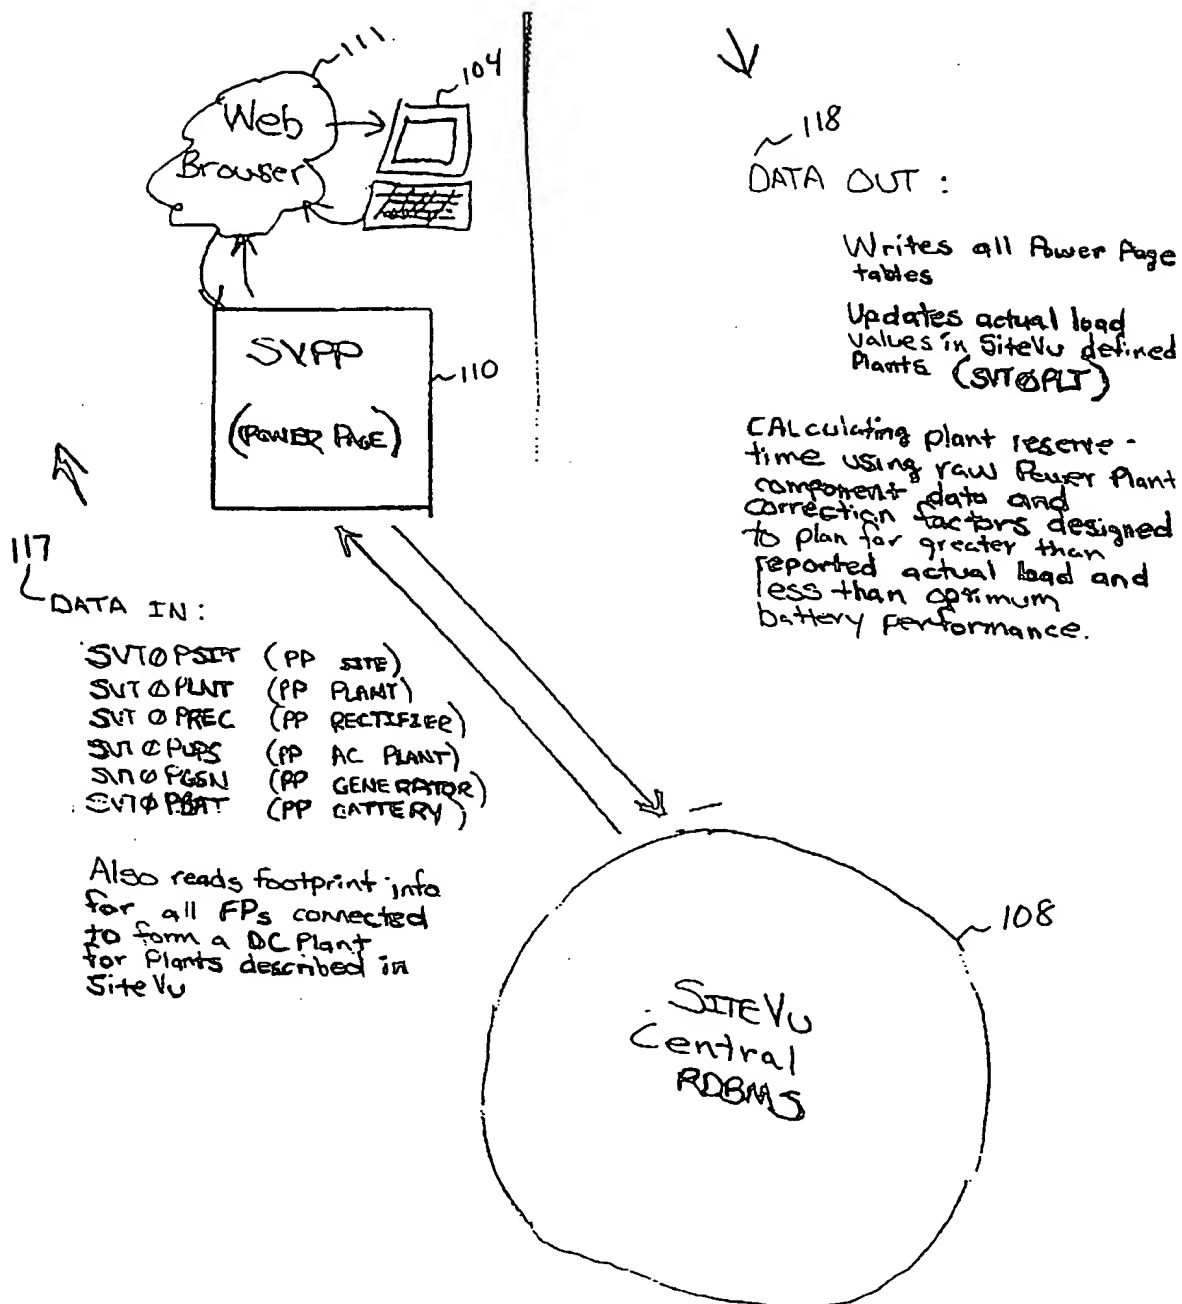 111
104
Web
Browser
118
DATA OUT :
Writes all Power Page
tables
Updates actual load
values in SiteVu defined
Plants (SVTØPLT)
CALculating plant reserve -
time using raw Power Plant
component data and
correction factors designed
to plan for greater than
reported actual load and
less than optimum
battery performance.
SVPP
(POWER PAGE)
110
117
DATA IN :
SVTØPSIT (PP SITE)
SVTØPLNT (PP PLANT)
SVTØPREC (PP RECTIFIER)
SVTØPUPS (PP AC PLANT)
SVTØPGEN (PP GENERATOR)
SVTØPBAT (PP BATTERY)
Also reads footprint info
for all FPs connected
to form a DC Plant
for Plants described in
SiteVu
108
SITEVU
Central
RDBMS